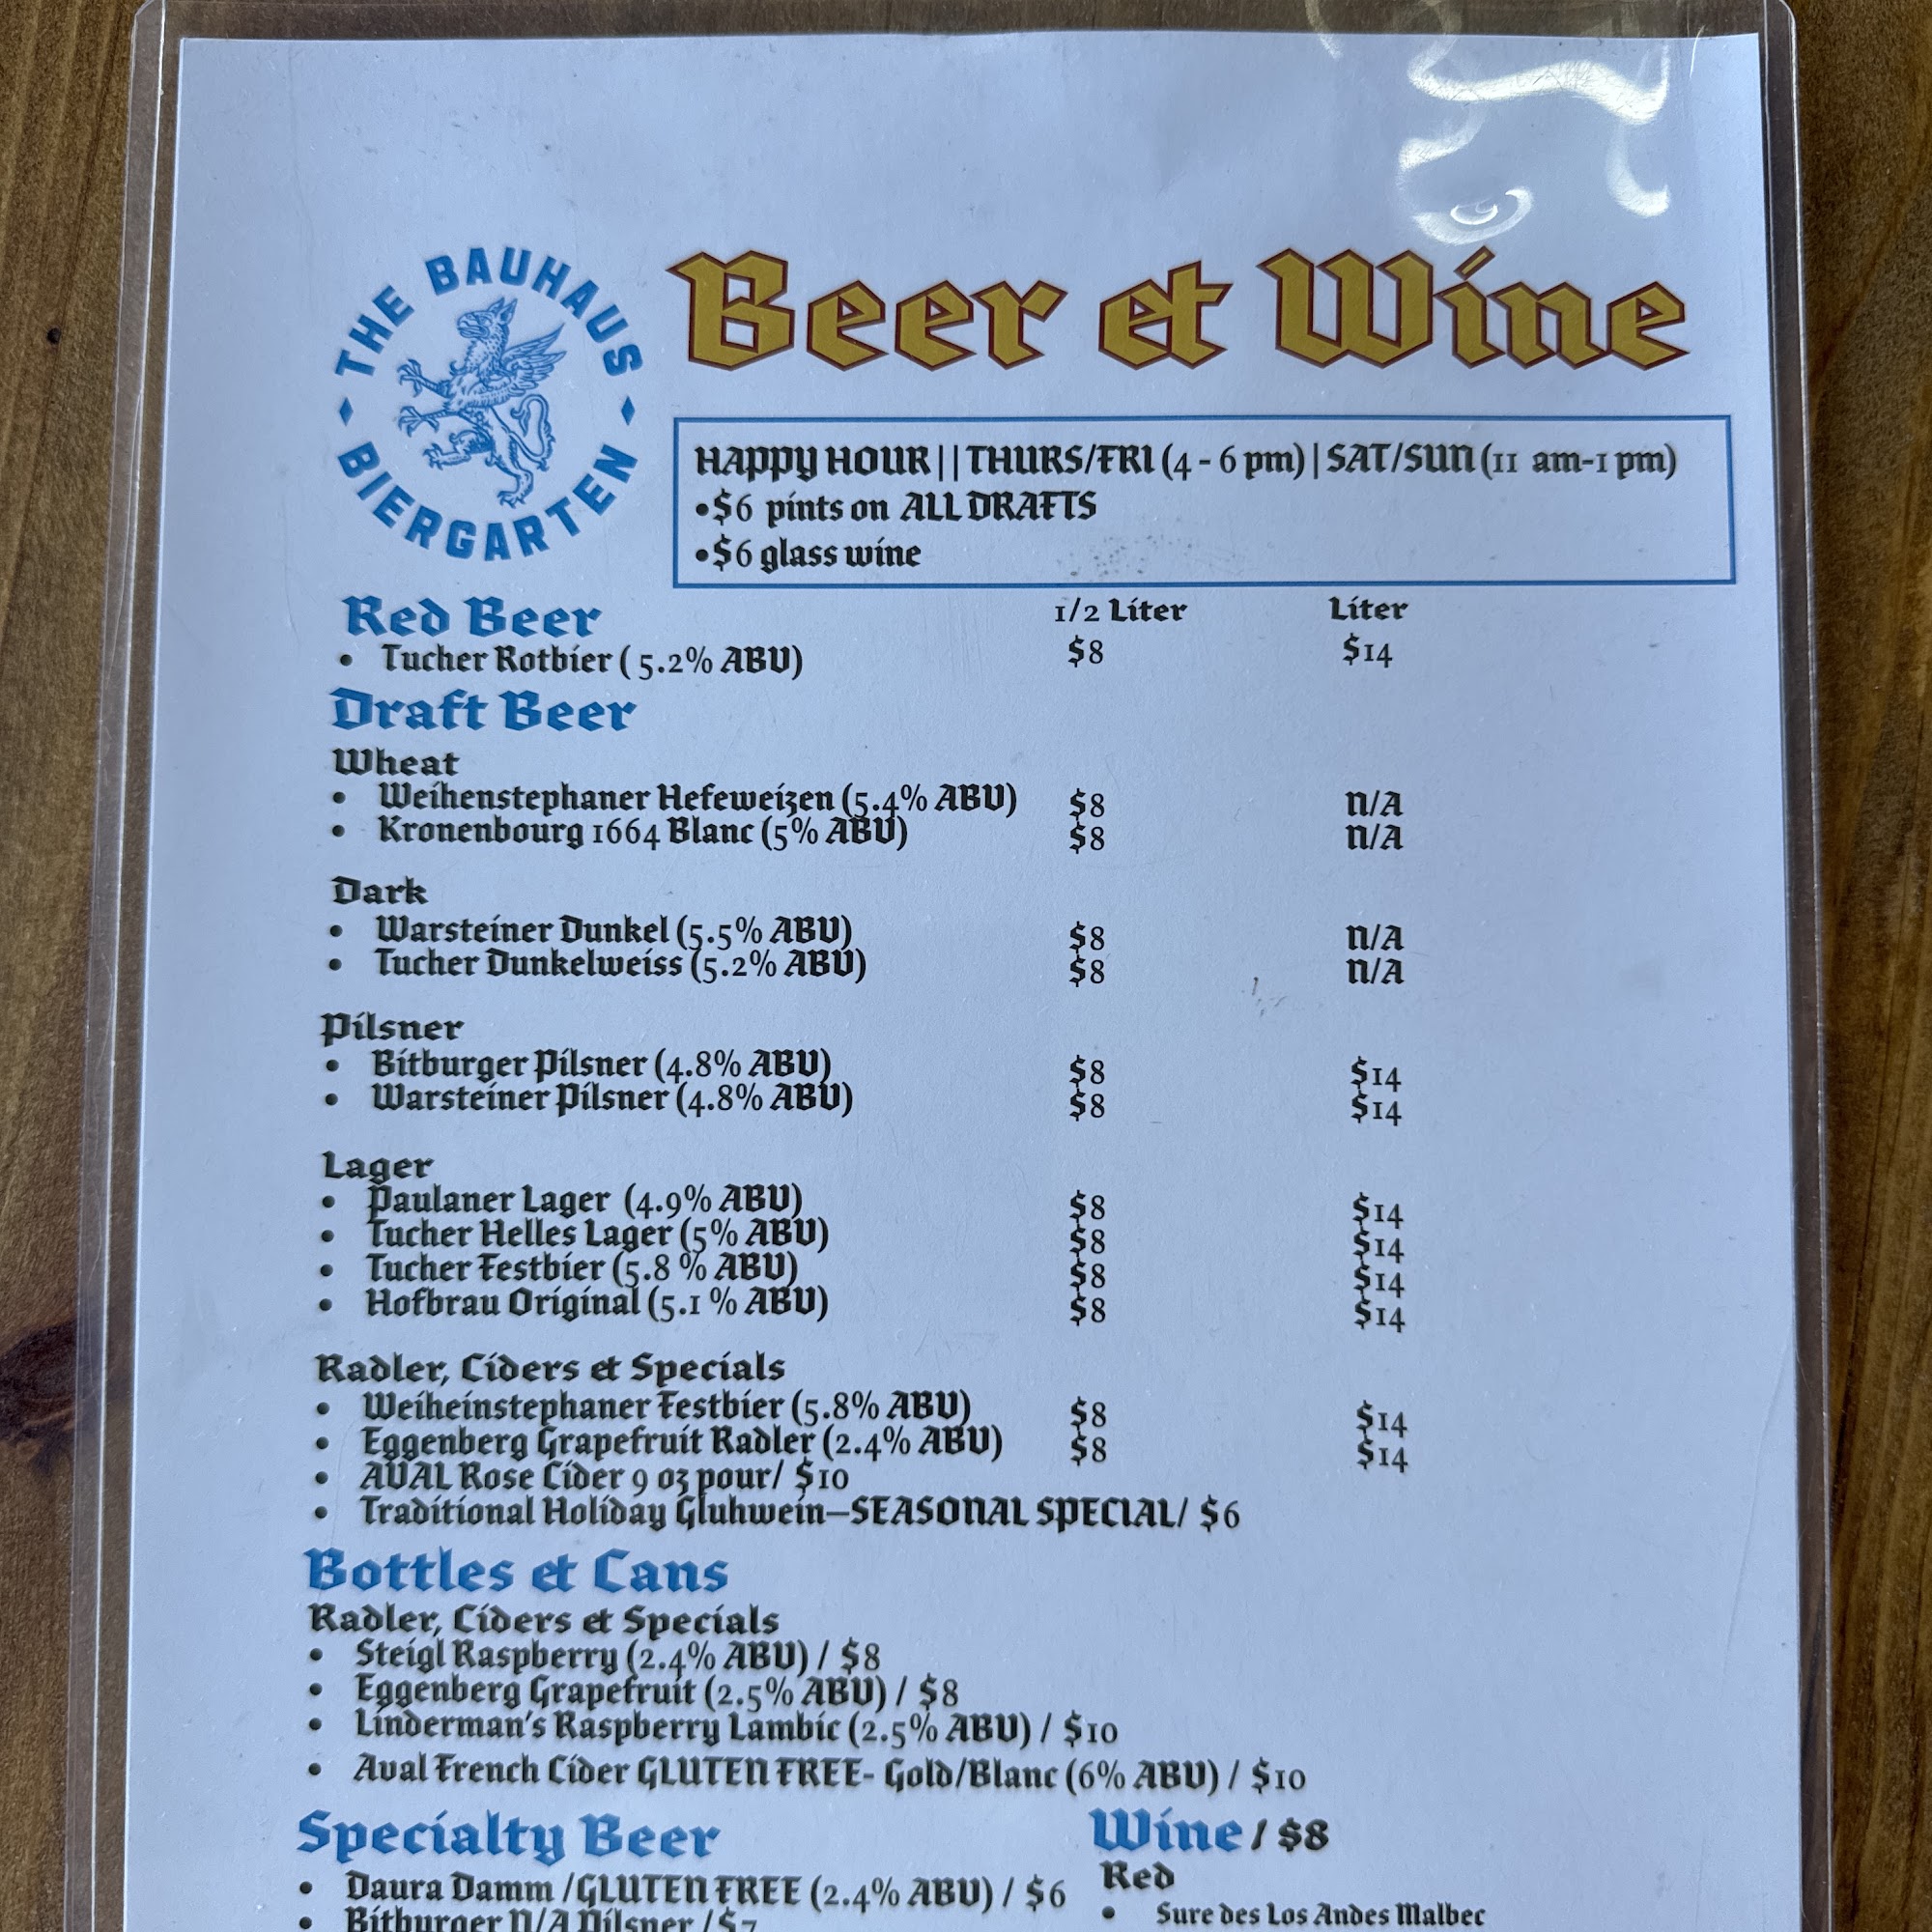 THE BAUHAUS
BIERGARTEN
Beer & Wine
HAPPY HOUR || THURS/FRI (4 - 6 pm) | SAT/SUN (11 am-1 pm)
•$6 pints on ALL DRAFTS
•$6 glass wine
Red Beer 1/2 Liter Liter
• Tucher Rotbier ( 5.2% ABV) $8 $14
Draft Beer
Wheat
• Weihenstephaner Hefeweizen (5.4% ABV) $8 N/A
• Kronenbourg 1664 Blanc (5% ABV) $8 N/A
Dark
• Warsteiner Dunkel (5.5% ABV) $8 N/A
• Tucher Dunkelweiss (5.2% ABV) $8 N/A
Pilsner
• Bitburger Pilsner (4.8% ABV) $8 $14
• Warsteiner Pilsner (4.8% ABV) $8 $14
Lager
• Paulaner Lager (4.9% ABV) $8 $14
• Tucher Helles Lager (5% ABV) $8 $14
• Tucher Festbier (5.8 % ABV) $8 $14
• Hofbrau Original (5.1 % ABV) $8 $14
Radler, Ciders & Specials
• Weiheinstephaner Festbier (5.8% ABV) $8 $14
• Eggenberg Grapefruit Radler (2.4% ABV) $8 $14
• AVAL Rose Cider 9 oz pour/ $10
• Traditional Holiday Gluhwein—SEASONAL SPECIAL/ $6
Bottles & Cans
Radler, Ciders & Specials
• Steigl Raspberry (2.4% ABV) / $8
• Eggenberg Grapefruit (2.5% ABV) / $8
• Linderman's Raspberry Lambic (2.5% ABV) / $10
• Aval French Cider GLUTEN FREE- Gold/Blanc (6% ABV) / $10
Specialty Beer
• Daura Damm /GLUTEN FREE (2.4% ABV) / $6
• Bitburger N/A Pilsner / $7
Wine / $8
Red
• Sure des Los Andes Malbec